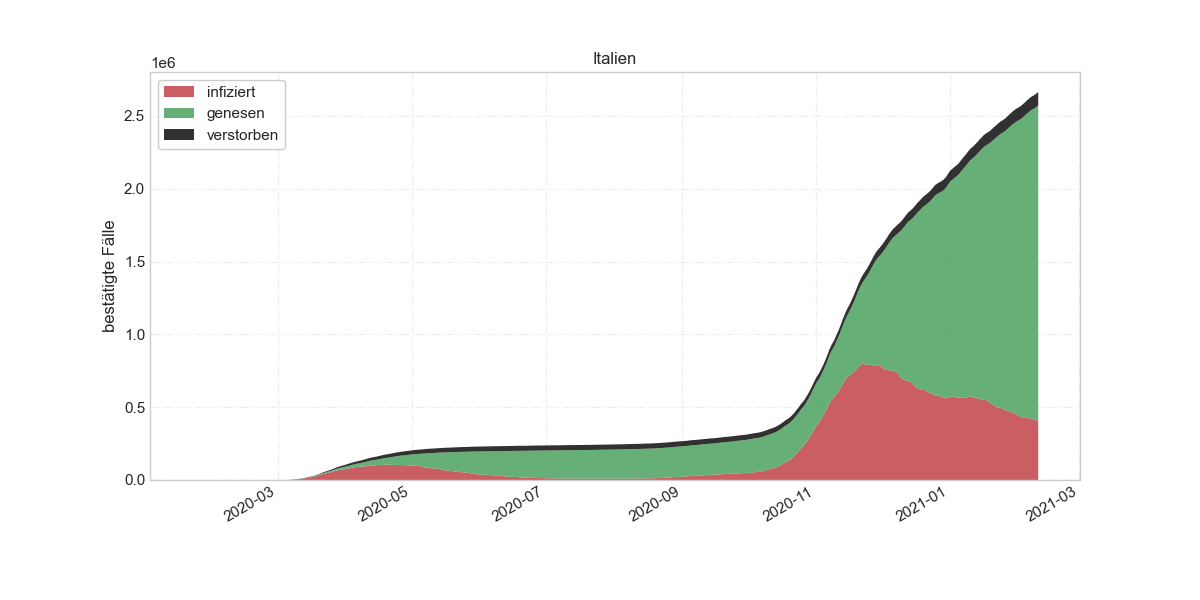 Italien
1e6
infiziert
genesen
verstorben
bestätigte Fälle
2.5
2.0
1.5
1.0
0.5
0.0
2020-03
2020-05
2020-07
2020-09
2020-11
2021-01
2021-03